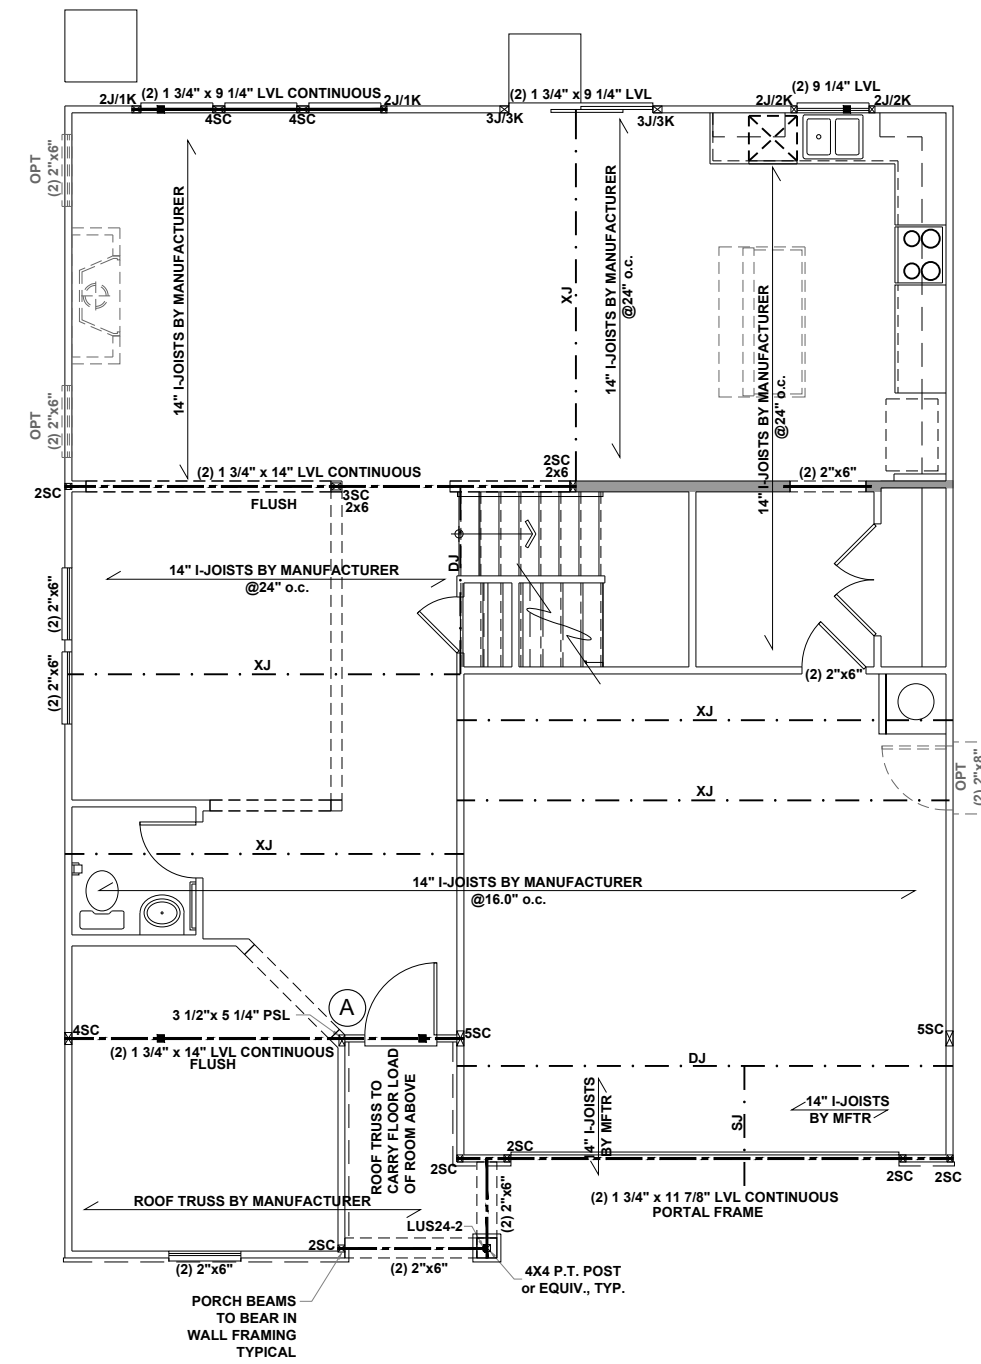 (2) 1 3/4" x 9 1/4" LVL CONTINUOUS
2J/1K
2J/1K
4SC
4SC
(2) 1 3/4" x 9 1/4" LVL
3J/3K
3J/3K
(2) 9 1/4" LVL
2J/2K
2J/2K
OPT
(2) 2"x6"
14" I-JOISTS BY MANUFACTURER
XJ
14" I-JOISTS BY MANUFACTURER
@24" o.c.
14" I-JOISTS BY MANUFACTURER
@24" o.c.
OPT
(2) 2"x6"
2SC
(2) 1 3/4" x 14" LVL CONTINUOUS
FLUSH
3SC
2x6
2SC
2x6
(2) 2"x6"
DJ
14" I-JOISTS BY MANUFACTURER
@24" o.c.
(2) 2"x6"
(2) 2"x6"
XJ
(2) 2"x6"
XJ
OPT
(2) 2"x8"
XJ
XJ
14" I-JOISTS BY MANUFACTURER
@16.0" o.c.
A
3 1/2"x 5 1/4" PSL
4SC
(2) 1 3/4" x 14" LVL CONTINUOUS
FLUSH
5SC
5SC
DJ
ROOF TRUSS TO
CARRY FLOOR LOAD
OF ROOM ABOVE
14" I-JOISTS
BY MFTR
SJ
14" I-JOISTS
BY MFTR
2SC
2SC
2SC
2SC
(2) 1 3/4" x 11 7/8" LVL CONTINUOUS
PORTAL FRAME
(2) 2"x6"
ROOF TRUSS BY MANUFACTURER
LUS24-2
2SC
(2) 2"x6"
(2) 2"x6"
4X4 P.T. POST
or EQUIV., TYP.
PORCH BEAMS
TO BEAR IN
WALL FRAMING
TYPICAL